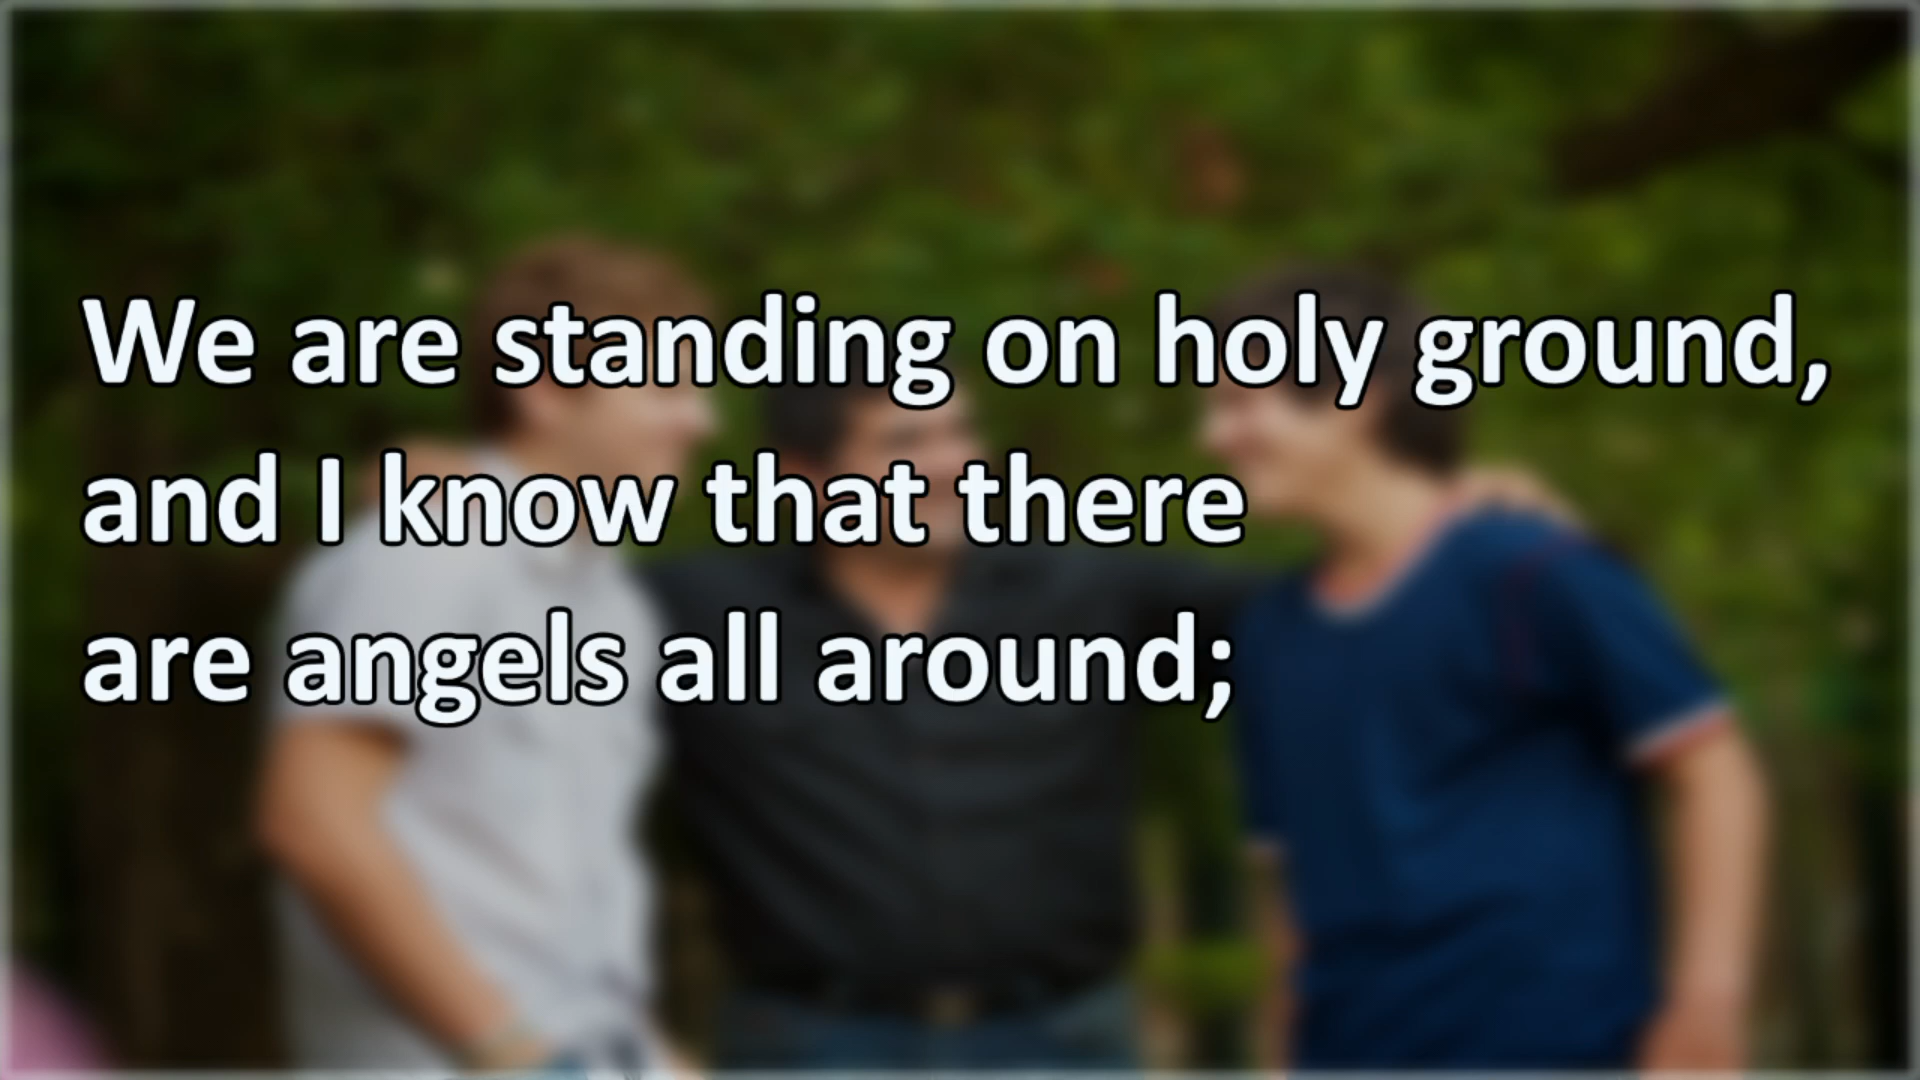 We are standing on holy ground,
and I know that there
are angels all around;